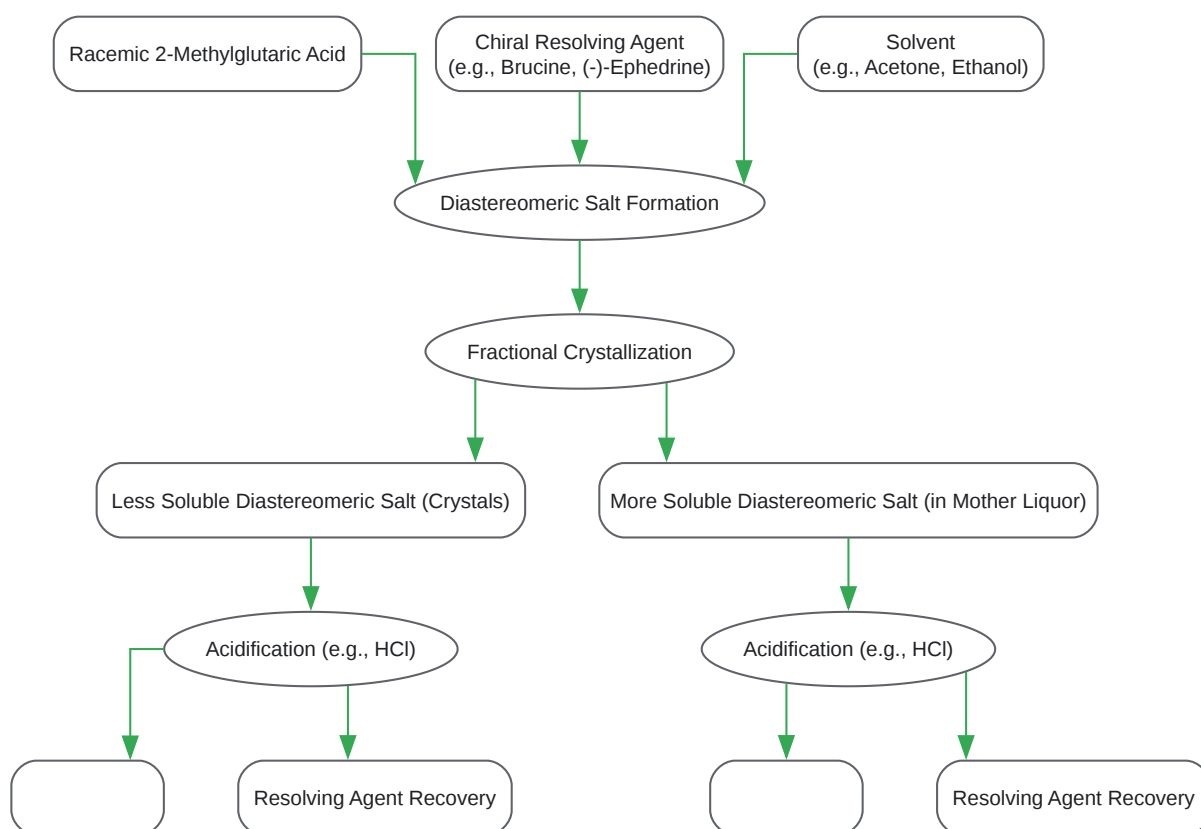 Racemic 2-Methylglutaric Acid
Chiral Resolving Agent
(e.g., Brucine, (-)-Ephedrine)
Solvent
(e.g., Acetone, Ethanol)
Diastereomeric Salt Formation
Fractional Crystallization
Less Soluble Diastereomeric Salt (Crystals)
More Soluble Diastereomeric Salt (in Mother Liquor)
Acidification (e.g., HCl)
Acidification (e.g., HCl)
Resolving Agent Recovery
Resolving Agent Recovery